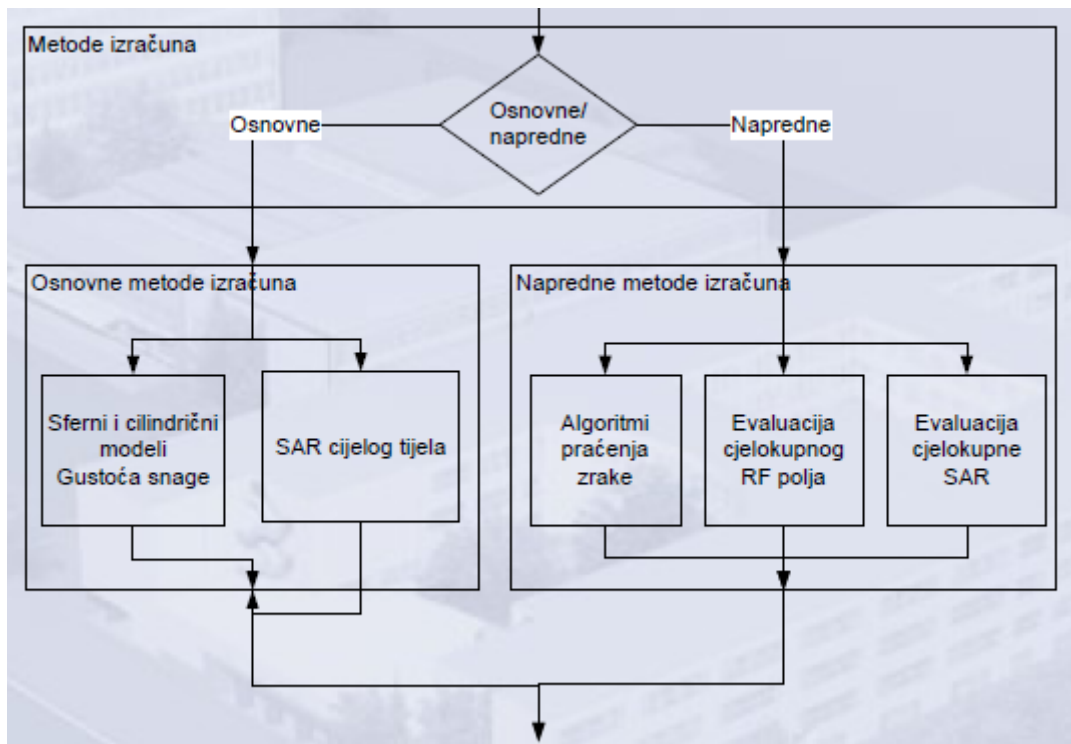 Metode izračuna
Osnovne/
napredne
Osnovne
Napredne
Osnovne metode izračuna
Sferni i cilindrični
modeli
Gustoća snage
SAR cijelog tijela
Napredne metode izračuna
Algoritmi
praćenja
zrake
Evaluacija
cjelokupnog
RF polja
Evaluacija
cjelokupne
SAR